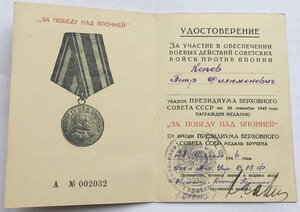 „ЗА ПОБЕДУ НАД ЯПОНИЕЙ"
А № 002032
УДОСТОВЕРЕНИЕ
ЗА УЧАСТИЕ В ОБЕСПЕЧЕНИИ
БОЕВЫХ ДЕЙСТВИЙ СОВЕТСКИХ
ВОЙСК ПРОТИВ ЯПОНИИ
Петр Филимонович
УКАЗОМ ПРЕЗИДИУМА ВЕРХОВНОГО
СОВЕТА СССР от 30 сентября 1945 года
НАГРАЖДЕН МЕДАЛЬЮ
"ЗА ПОБЕДУ НАД ЯПОНИЕЙ"
ОТ ИМЕНИ ПРЕЗИДИУМА ВЕРХОВНОГО
СОВЕТА СССР МЕДАЛЬ ВРУЧЕНА